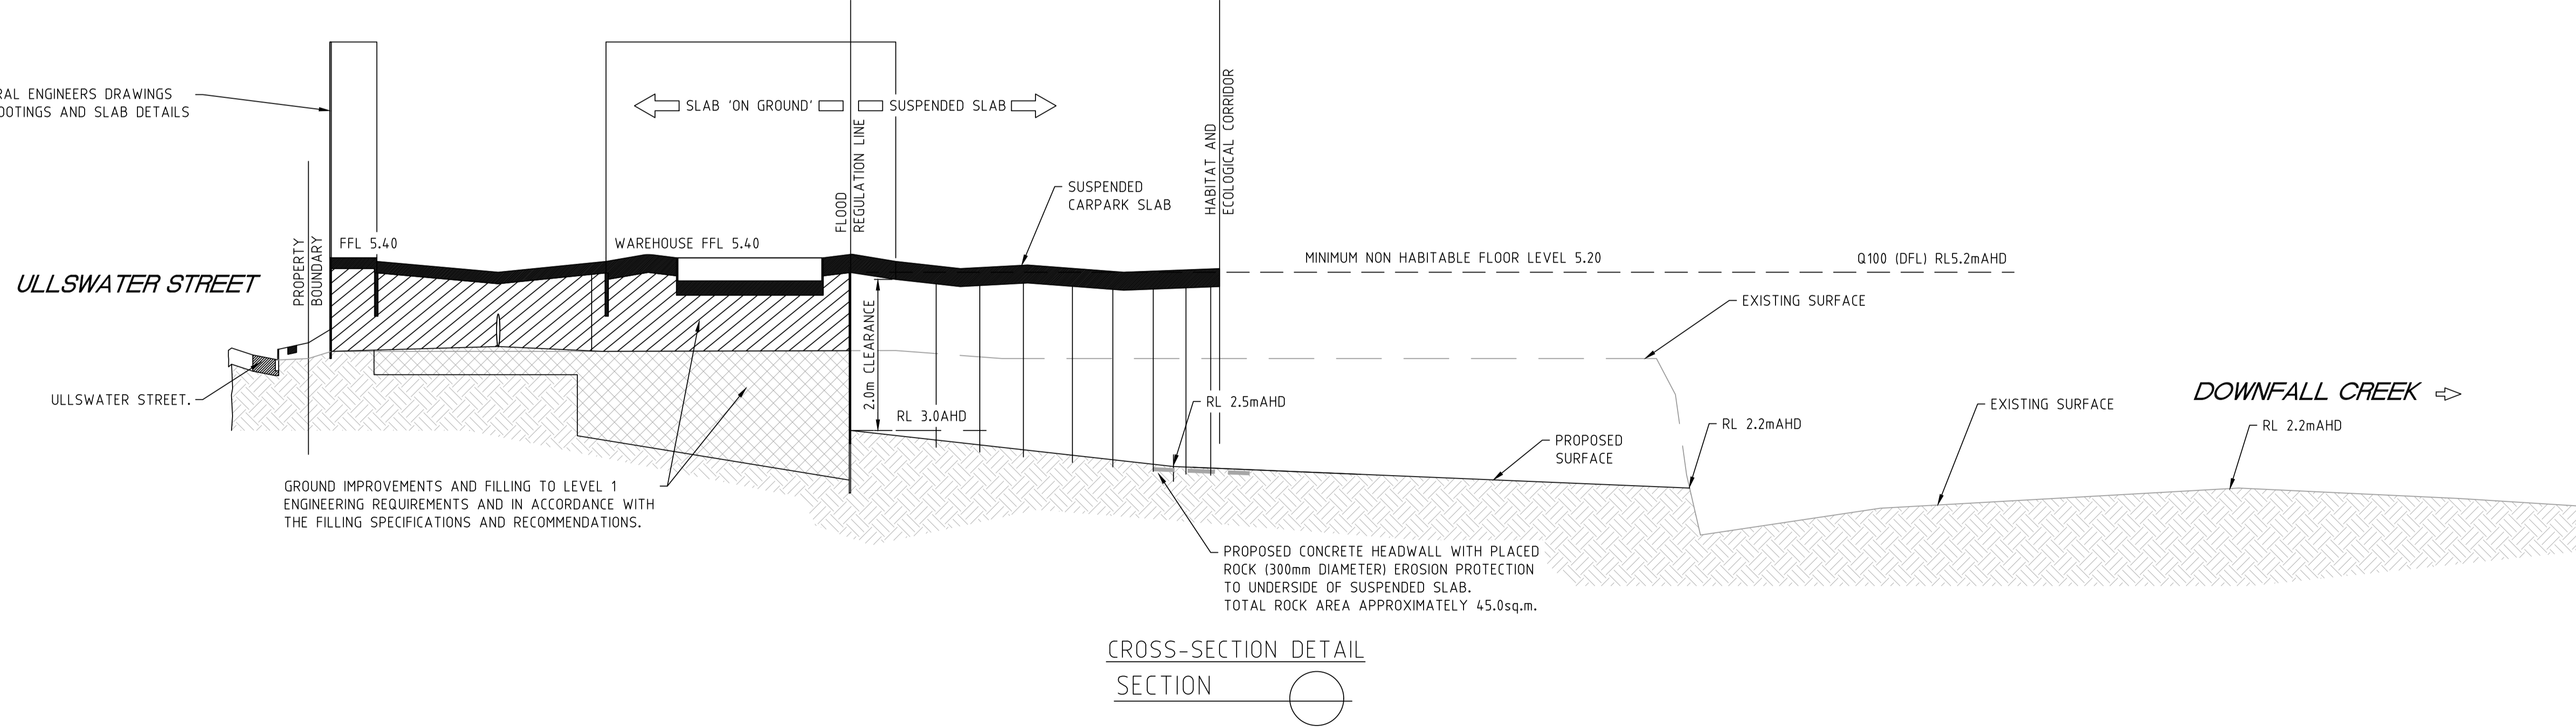 ENGINEERS DRAWINGS
AND SLAB DETAILS
SLAB 'ON GROUND'
SUSPENDED SLAB
FLOOD
REGULATION LINE
HABITAT AND
ECOLOGICAL CORRIDOR
SUSPENDED
CARPARK SLAB
PROPERTY
BOUNDARY
FFL 5.40
WAREHOUSE FFL 5.40
MINIMUM NON HABITABLE FLOOR LEVEL 5.20
Q100 (DFL) RL5.2mAHD
ULLSWATER STREET
EXISTING SURFACE
2.0m CLEARANCE
ULLSWATER STREET.
RL 3.0AHD
RL 2.5mAHD
RL 2.2mAHD
EXISTING SURFACE
DOWNFALL CREEK
RL 2.2mAHD
PROPOSED
SURFACE
GROUND IMPROVEMENTS AND FILLING TO LEVEL 1
ENGINEERING REQUIREMENTS AND IN ACCORDANCE WITH
THE FILLING SPECIFICATIONS AND RECOMMENDATIONS.
PROPOSED CONCRETE HEADWALL WITH PLACED
ROCK (300mm DIAMETER) EROSION PROTECTION
TO UNDERSIDE OF SUSPENDED SLAB.
TOTAL ROCK AREA APPROXIMATELY 45.0sq.m.
CROSS-SECTION DETAIL
SECTION